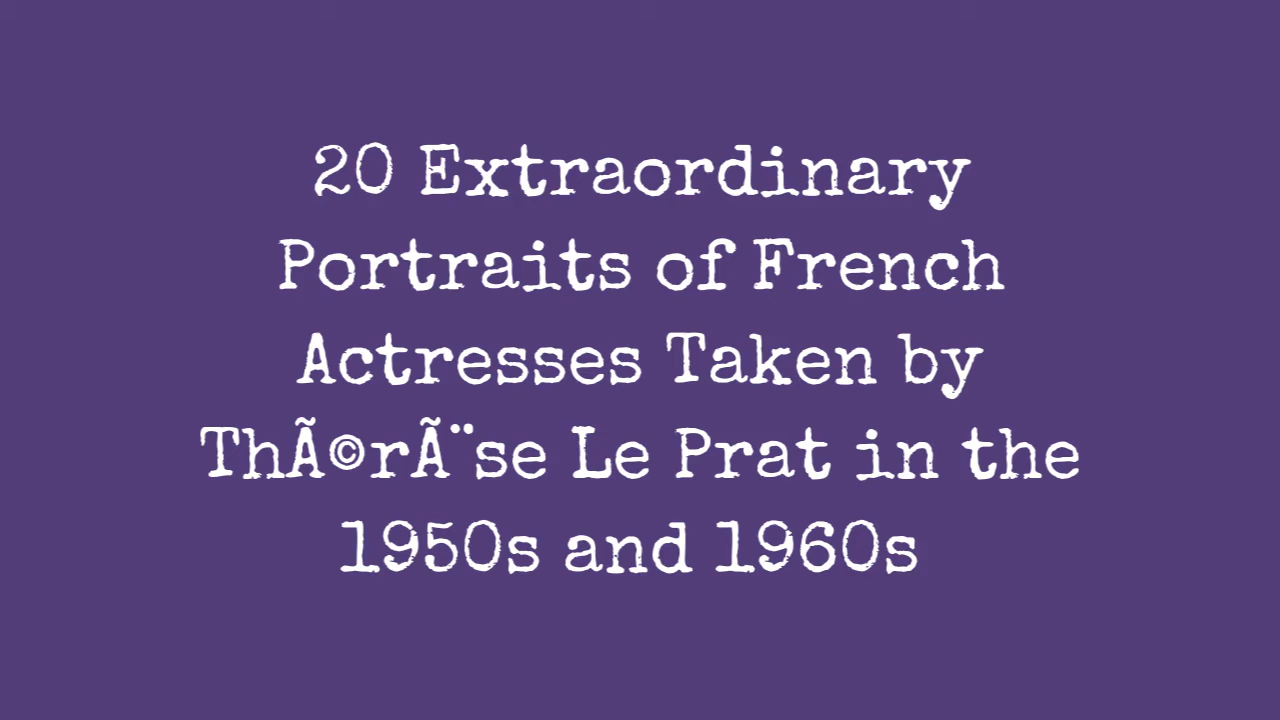 20 Extraordinary
Portraits of French
Actresses Taken by
ThÃ©rÃ¨se Le Prat in the
1950s and 1960s